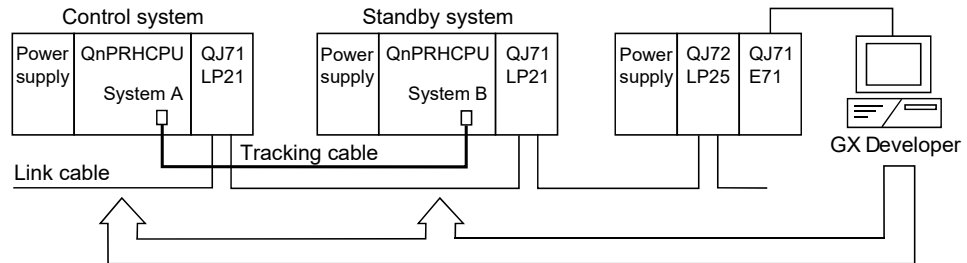 Control system
Standby system
Power supply
QnPRHCPU
System A
QJ71 LP21
Power supply
QnPRHCPU
System B
QJ71 LP21
Power supply
QJ72 LP25
QJ71 E71
GX Developer
Tracking cable
Link cable